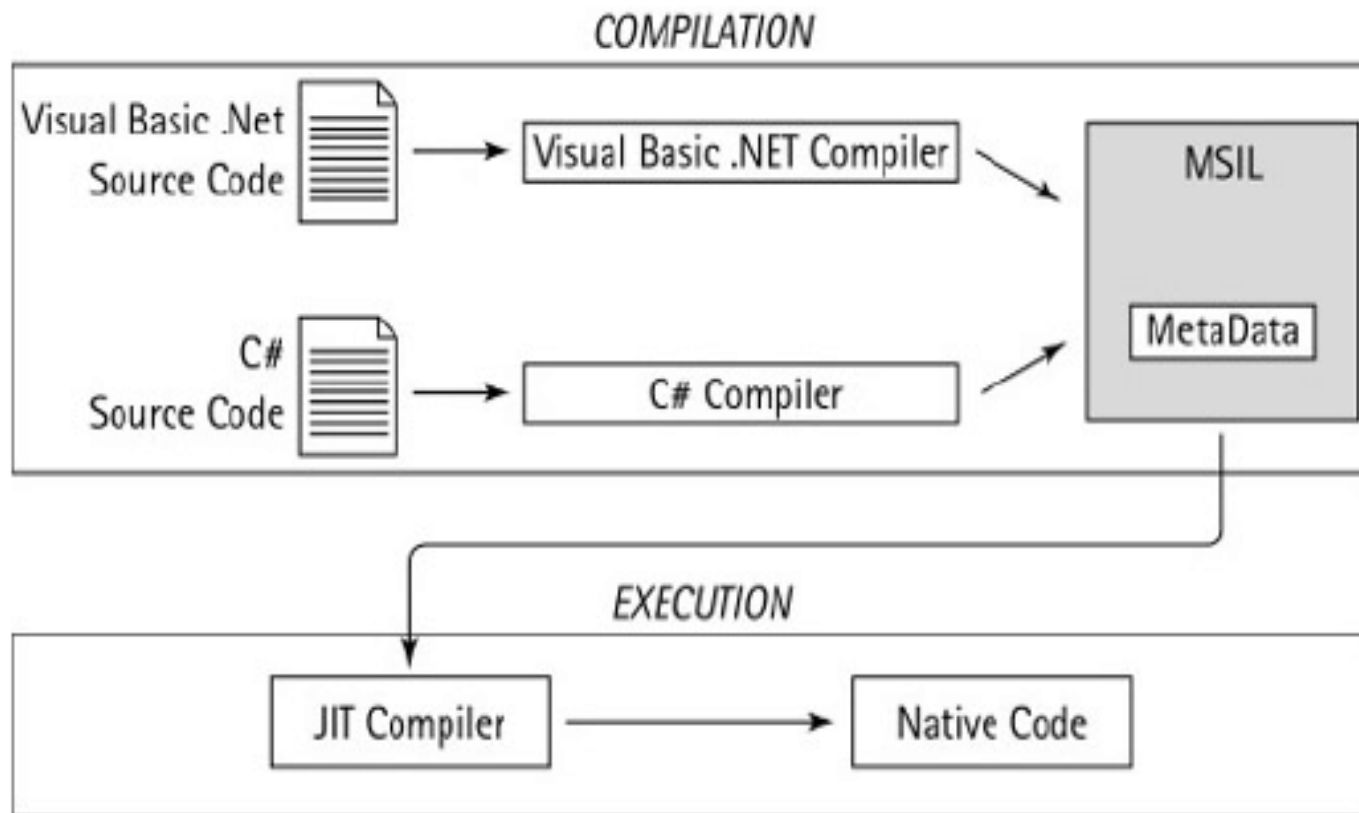 COMPILATION
Visual Basic .Net
Source Code
Visual Basic .NET Compiler
MSIL
MetaData
C#
Source Code
C# Compiler
EXECUTION
JIT Compiler
Native Code